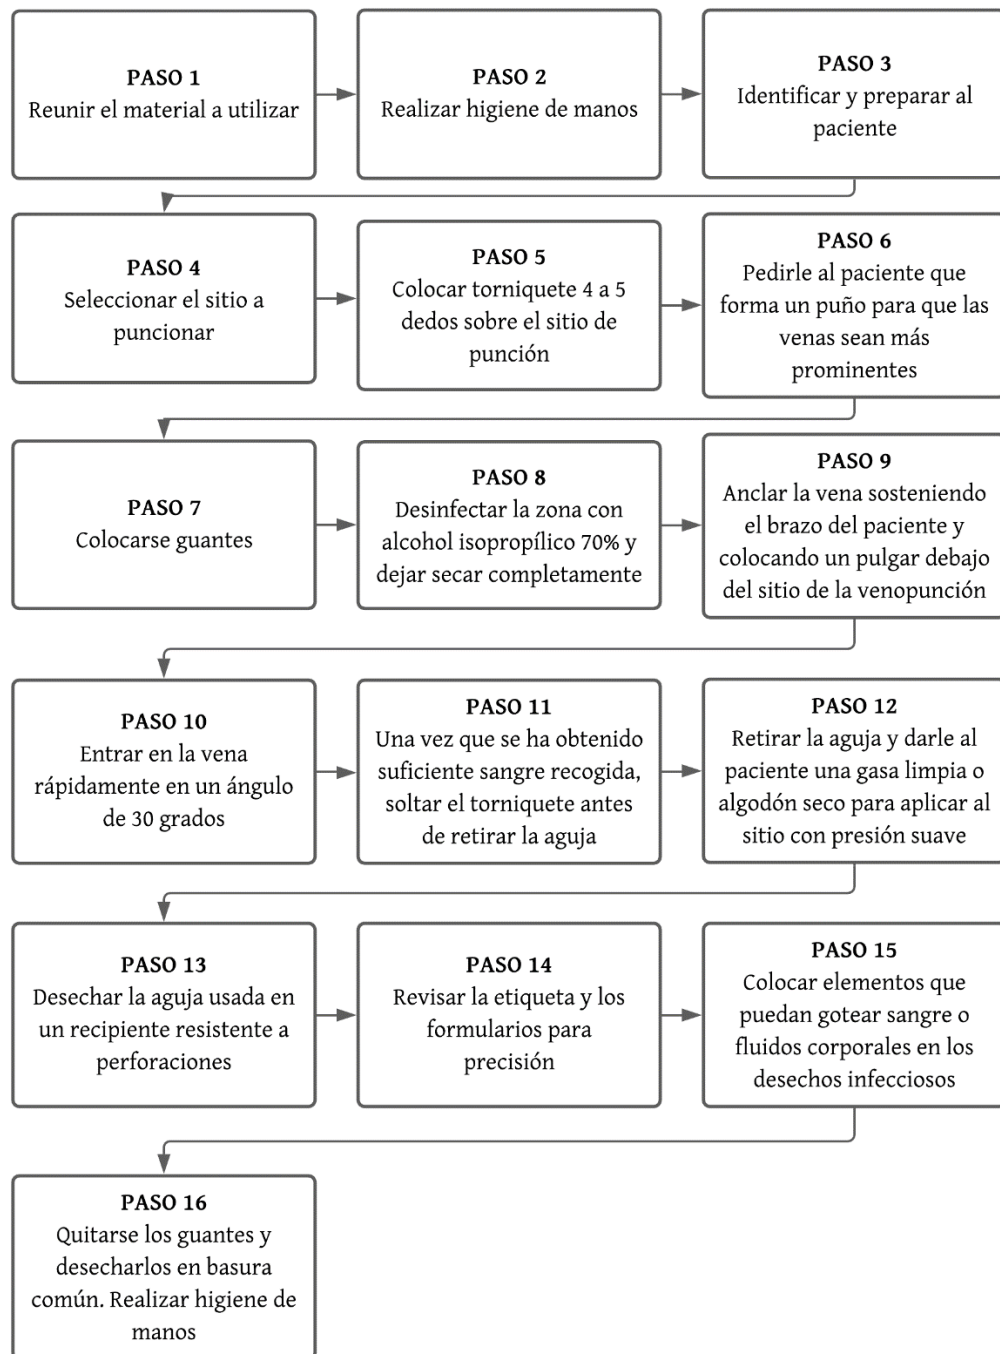 PASO 1
Reunir el material a utilizar
PASO 2
Realizar higiene de manos
PASO 3
Identificar y preparar al
paciente
PASO 4
Seleccionar el sitio a
puncionar
PASO 5
Colocar torniquete 4 a 5
dedos sobre el sitio de
punción
PASO 6
Pedirle al paciente que
forma un puño para que las
venas sean más
prominentes
PASO 7
Colocarse guantes
PASO 8
Desinfectar la zona con
alcohol isopropílico 70% y
dejar secar completamente
PASO 9
Anclar la vena sosteniendo
el brazo del paciente y
colocando un pulgar debajo
del sitio de la venopunción
PASO 10
Entrar en la vena
rápidamente en un ángulo
de 30 grados
PASO 11
Una vez que se ha obtenido
suficiente sangre recogida,
soltar el torniquete antes
de retirar la aguja
PASO 12
Retirar la aguja y darle al
paciente una gasa limpia o
algodón seco para aplicar al
sitio con presión suave
PASO 13
Desechar la aguja usada en
un recipiente resistente a
perforaciones
PASO 14
Revisar la etiqueta y los
formularios para
precisión
PASO 15
Colocar elementos que
puedan gotear sangre o
fluidos corporales en los
desechos infecciosos
PASO 16
Quitarse los guantes y
desecharlos en basura
común. Realizar higiene de
manos